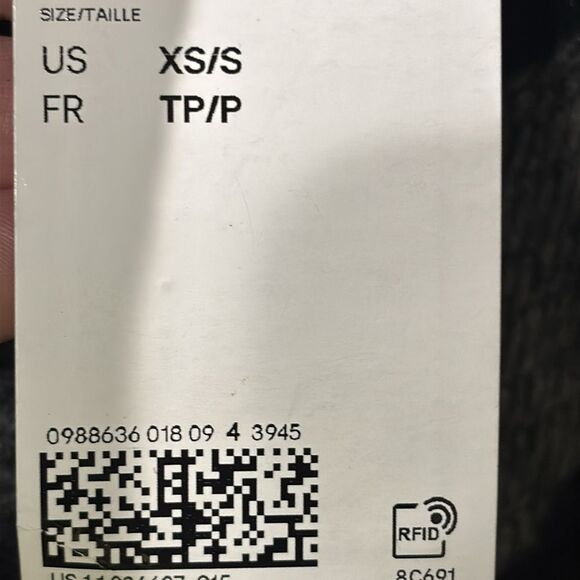 SIZE/TAILLE
US XS/S
FR TP/P
0988636 018 09 4 3945
RFID
8C691